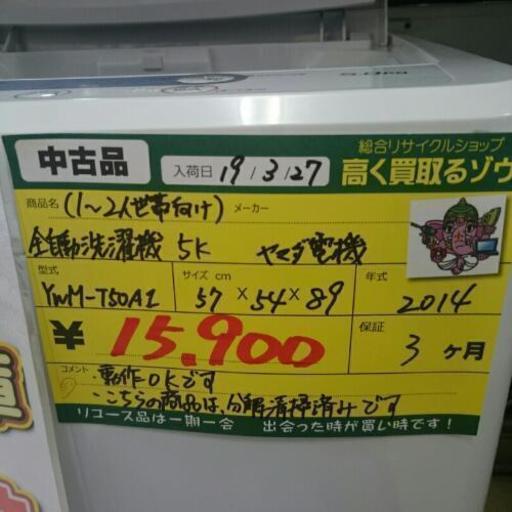 5.0kg
総合リサイクルショップ
中古品 入荷日 19/3/27 高く買取るゾウ
商品名 (1~2人世帯向け) メーカー
全自動洗濯機 5K ヤマダ電機
型式 サイズ cm 年式
YWM-T50A1 57×54×89 2014
¥15,900 保証 3ヶ月
コメント ・動作OKです
・こちらの商品は、分解清掃済みです
リユース品は一期一会 出会った時が買い時です!